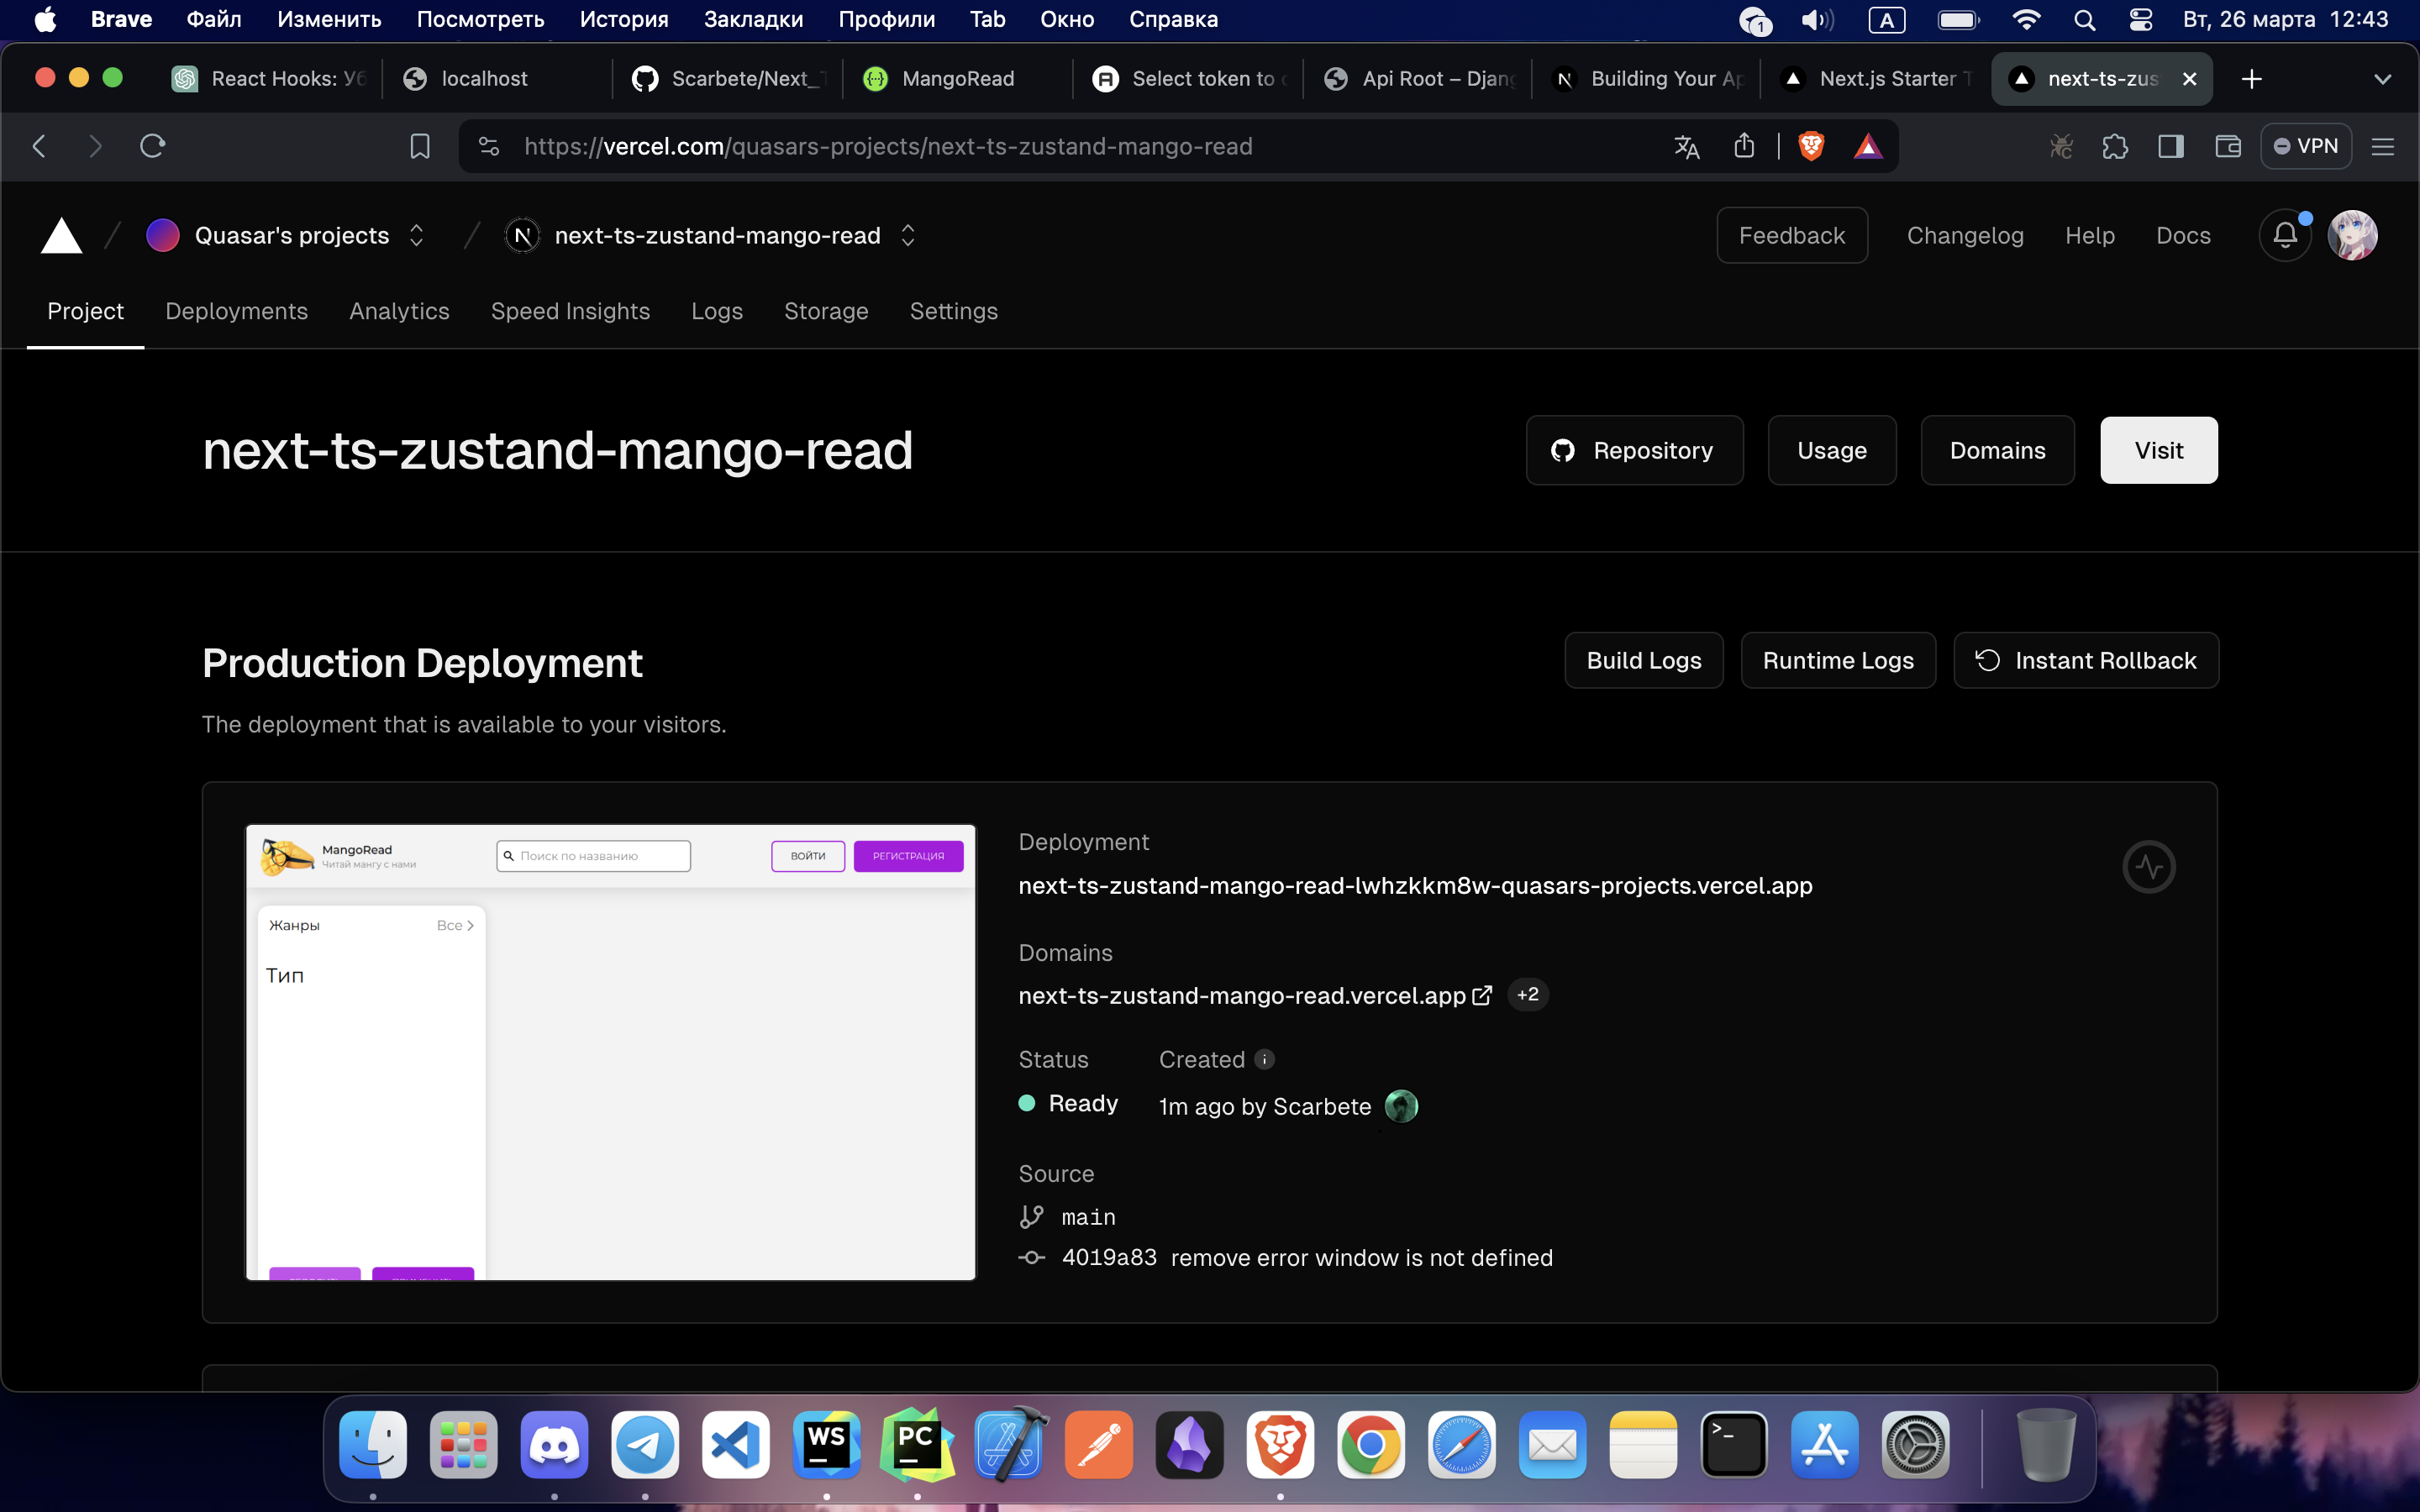 Brave Файл Изменить Посмотреть История Закладки Профили Tab Окно Справка 1 A Вт, 26 марта 12:43
React Hooks: Уб localhost Scarbete/Next_T MangoRead Select token to c Api Root – Djang Building Your Ap Next.js Starter T next-ts-zus
https://vercel.com/quasars-projects/next-ts-zustand-mango-read VPN
Quasar's projects / next-ts-zustand-mango-read Feedback Changelog Help Docs
Project Deployments Analytics Speed Insights Logs Storage Settings
next-ts-zustand-mango-read Repository Usage Domains Visit
Production Deployment Build Logs Runtime Logs Instant Rollback
The deployment that is available to your visitors.
MangoRead
Читай мангу с нами
Поиск по названию
ВОЙТИ
РЕГИСТРАЦИЯ
Жанры Все
Тип
Deployment
next-ts-zustand-mango-read-lwhzkkm8w-quasars-projects.vercel.app
Domains
next-ts-zustand-mango-read.vercel.app +2
Status Created
Ready 1m ago by Scarbete
Source
main
4019a83 remove error window is not defined
WS PC